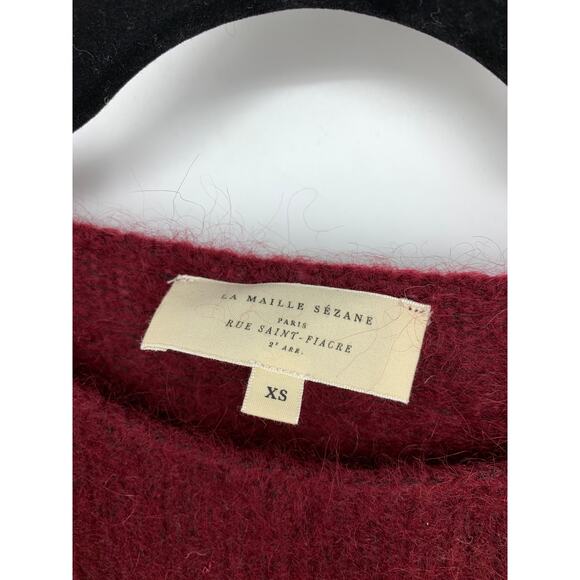 LA MAILLE SÉZANE
PARIS
RUE SAINT-FIACRE
2ᵉ ARR.
XS